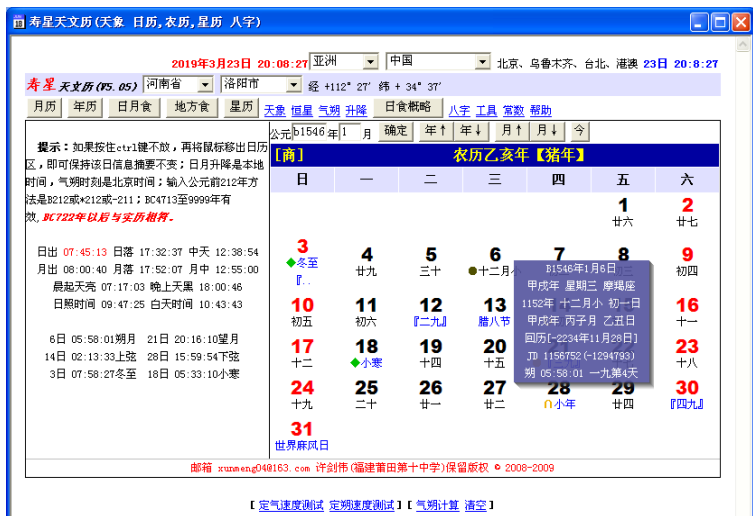 寿星天文历(天象 日历,农历,星历 八字)
2019年3月23日 20:08:27 亚洲 中国 北京、乌鲁木齐、台北、港澳 23日 20:8:27
寿星天文历(V5.05) 河南省 洛阳市 经 +112° 27′ 纬 + 34° 37′
月历 年历 日月食 地方食 星历 天象 恒星 气朔 升降 日食概略 八字 工具 常数 帮助
公元 b1546 年 1 月 确定 年↑ 年↓ 月↑ 月↓ 今
提示:如果按住ctrl键不放,再将鼠标移出日历
区,即可保持该日信息摘要不变;日月升降是本地
时间,气朔时刻是北京时间;输入公元前212年方
法是B212或*212或-211;BC4713至9999年有
效,BC722年以后与实历相符。
日出 07:45:13 日落 17:32:37 中天 12:38:54
月出 08:00:40 月落 17:52:07 月中 12:55:00
晨起天亮 07:17:03 晚上天黑 18:00:46
日照时间 09:47:25 白天时间 10:43:43
6日 05:58:01朔月 21日 20:16:10望月
14日 02:13:33上弦 28日 15:59:54下弦
3日 07:58:27冬至 18日 05:33:10小寒
[商] 农历乙亥年【猪年】
日 一 二 三 四 五 六
1 2
廿六 廿七
3 4 5 6 7 8 9
◆冬至 廿九 三十 ●十二月小 初四
『..
10 11 12 13 16
初五 初六 『二九』 腊八节 十一
17 18 19 20 23
十二 ◆小寒 十四 十五 十八
24 25 26 27 28 29 30
十九 二十 廿一 廿二 小年 廿四 『四九』
31
世界麻风日
B1546年1月6日
甲戌年 星期三 摩羯座
1152年 十二月小 初一日
甲戌年 丙子月 乙丑日
回历[-2234年11月28日]
JD 1156752(-1294793)
朔 05:58:01 一九第4天
邮箱 xunmeng04@163.com 许剑伟(福建莆田第十中学)保留版权 © 2008-2009
[ 定气速度测试 定朔速度测试 ] [ 气朔计算 清空 ]